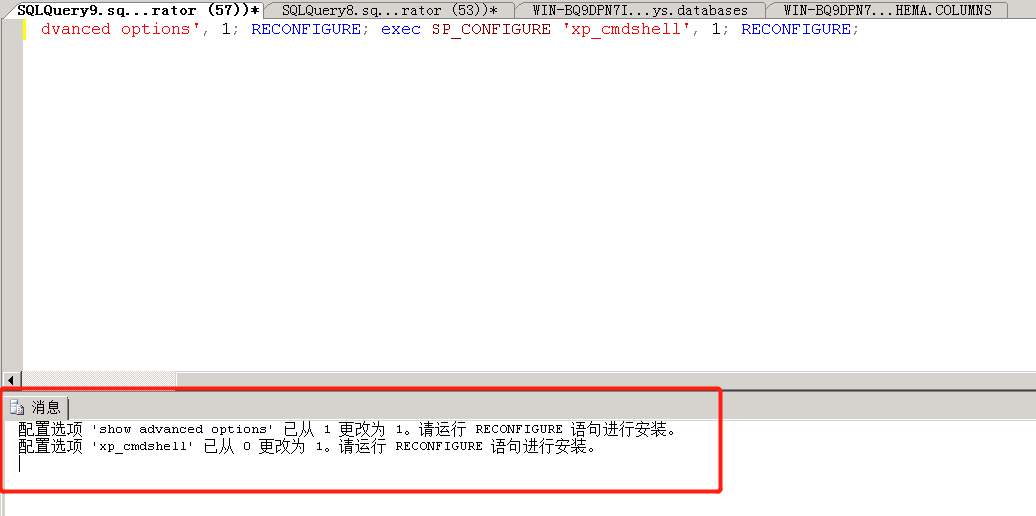 SQLQuery9.sq...rator (57))* SQLQuery8.sq...rator (53))* WIN-BQ9DPN7I...ys.databases WIN-BQ9DPN7...HEMA.COLUMNS
dvanced options', 1; RECONFIGURE; exec SP_CONFIGURE 'xp_cmdshell', 1; RECONFIGURE;
消息
配置选项 'show advanced options' 已从 1 更改为 1。请运行 RECONFIGURE 语句进行安装。
配置选项 'xp_cmdshell' 已从 0 更改为 1。请运行 RECONFIGURE 语句进行安装。